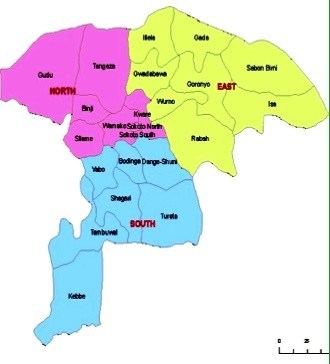 Illela
Gada
Tangaza
Gudu
Gwadabawa
Sabon Birni
Goronyo
EAST
NORTH
Wurno
Isa
Binji
Kware
Wamako
Sokoto North
Sokoto South
Silame
Rabah
Bodinga
Dange-Shuni
Yabo
Shagari
Tureta
SOUTH
Tambuwal
Kebbe
0 25